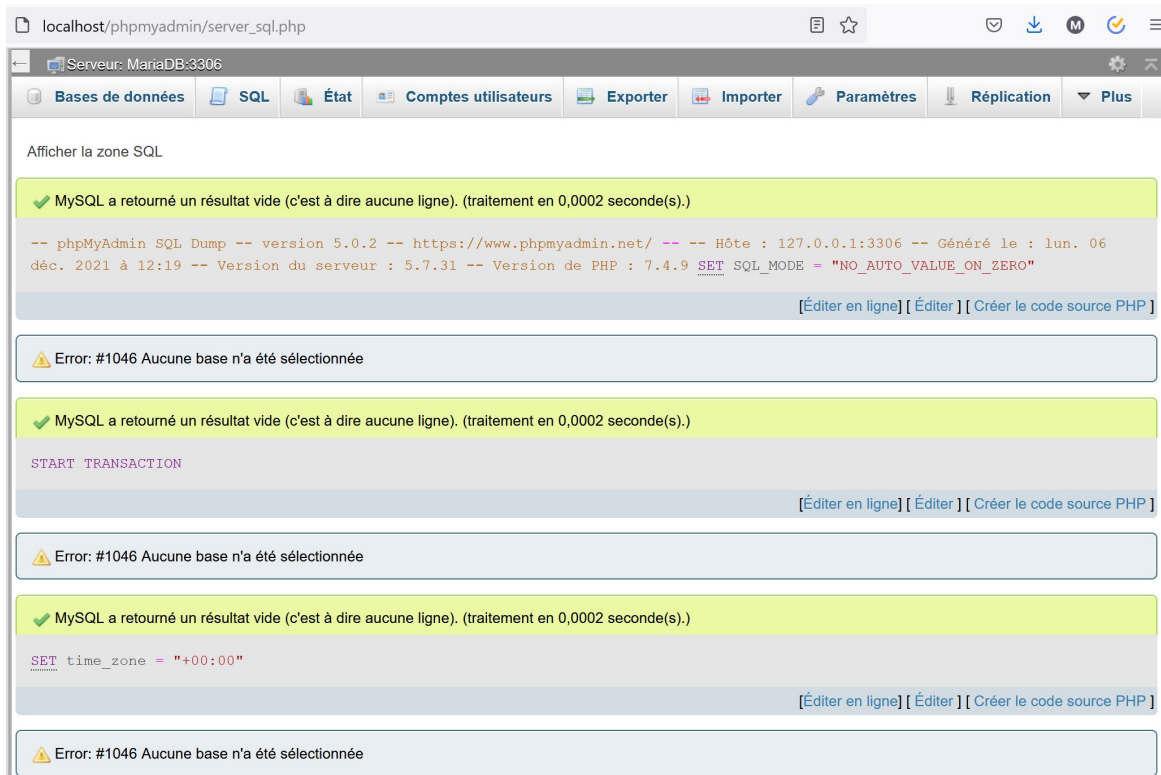 localhost/phpmyadmin/server_sql.php
M
Serveur: MariaDB:3306
Bases de données SQL État Comptes utilisateurs Exporter Importer Paramètres Réplication Plus
Afficher la zone SQL
MySQL a retourné un résultat vide (c'est à dire aucune ligne). (traitement en 0,0002 seconde(s).)
-- phpMyAdmin SQL Dump -- version 5.0.2 -- https://www.phpmyadmin.net/ -- -- Hôte : 127.0.0.1:3306 -- Généré le : lun. 06
déc. 2021 à 12:19 -- Version du serveur : 5.7.31 -- Version de PHP : 7.4.9 SET SQL_MODE = "NO_AUTO_VALUE_ON_ZERO"
[Éditer en ligne] [ Éditer ] [ Créer le code source PHP ]
Error: #1046 Aucune base n'a été sélectionnée
MySQL a retourné un résultat vide (c'est à dire aucune ligne). (traitement en 0,0002 seconde(s).)
START TRANSACTION
[Éditer en ligne] [ Éditer ] [ Créer le code source PHP ]
Error: #1046 Aucune base n'a été sélectionnée
MySQL a retourné un résultat vide (c'est à dire aucune ligne). (traitement en 0,0002 seconde(s).)
SET time_zone = "+00:00"
[Éditer en ligne] [ Éditer ] [ Créer le code source PHP ]
Error: #1046 Aucune base n'a été sélectionnée